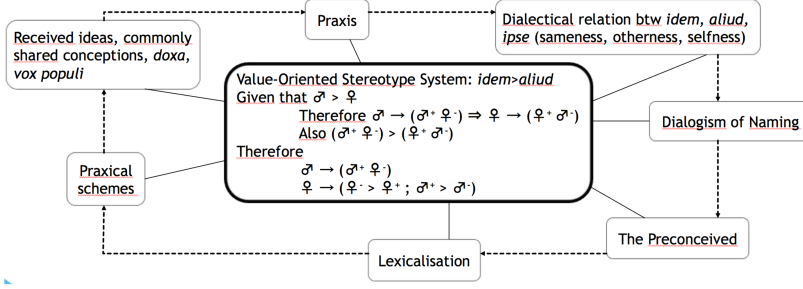 Praxis
Dialectical relation btw idem, aliud,
ipse (sameness, otherness, selfness)
Received ideas, commonly
shared conceptions, doxa,
vox populi
Value-Oriented Stereotype System: idem>aliud
Given that ♂ > ♀
Therefore ♂ → (♂⁺ ♀⁻) ⇒ ♀ → (♀⁺ ♂⁻)
Also (♂⁺ ♀⁻) > (♀⁺ ♂⁻)
Therefore
♂ → (♂⁺ ♀⁻)
♀ → (♀⁻ > ♀⁺ ; ♂⁺ > ♂⁻)
Dialogism of Naming
Praxical
schemes
The Preconceived
Lexicalisation